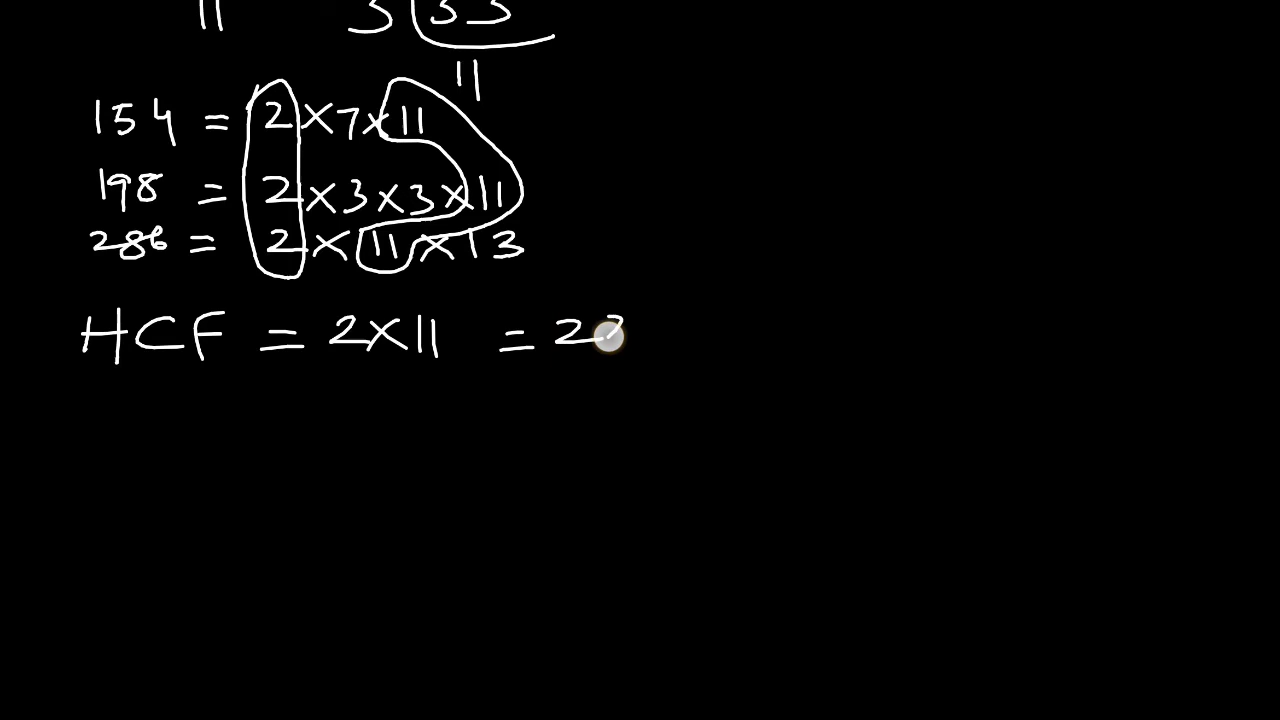 11 3 33
11
154 = 2×7×11
198 = 2×3×3×11
286 = 2×11×13
HCF = 2×11 = 22